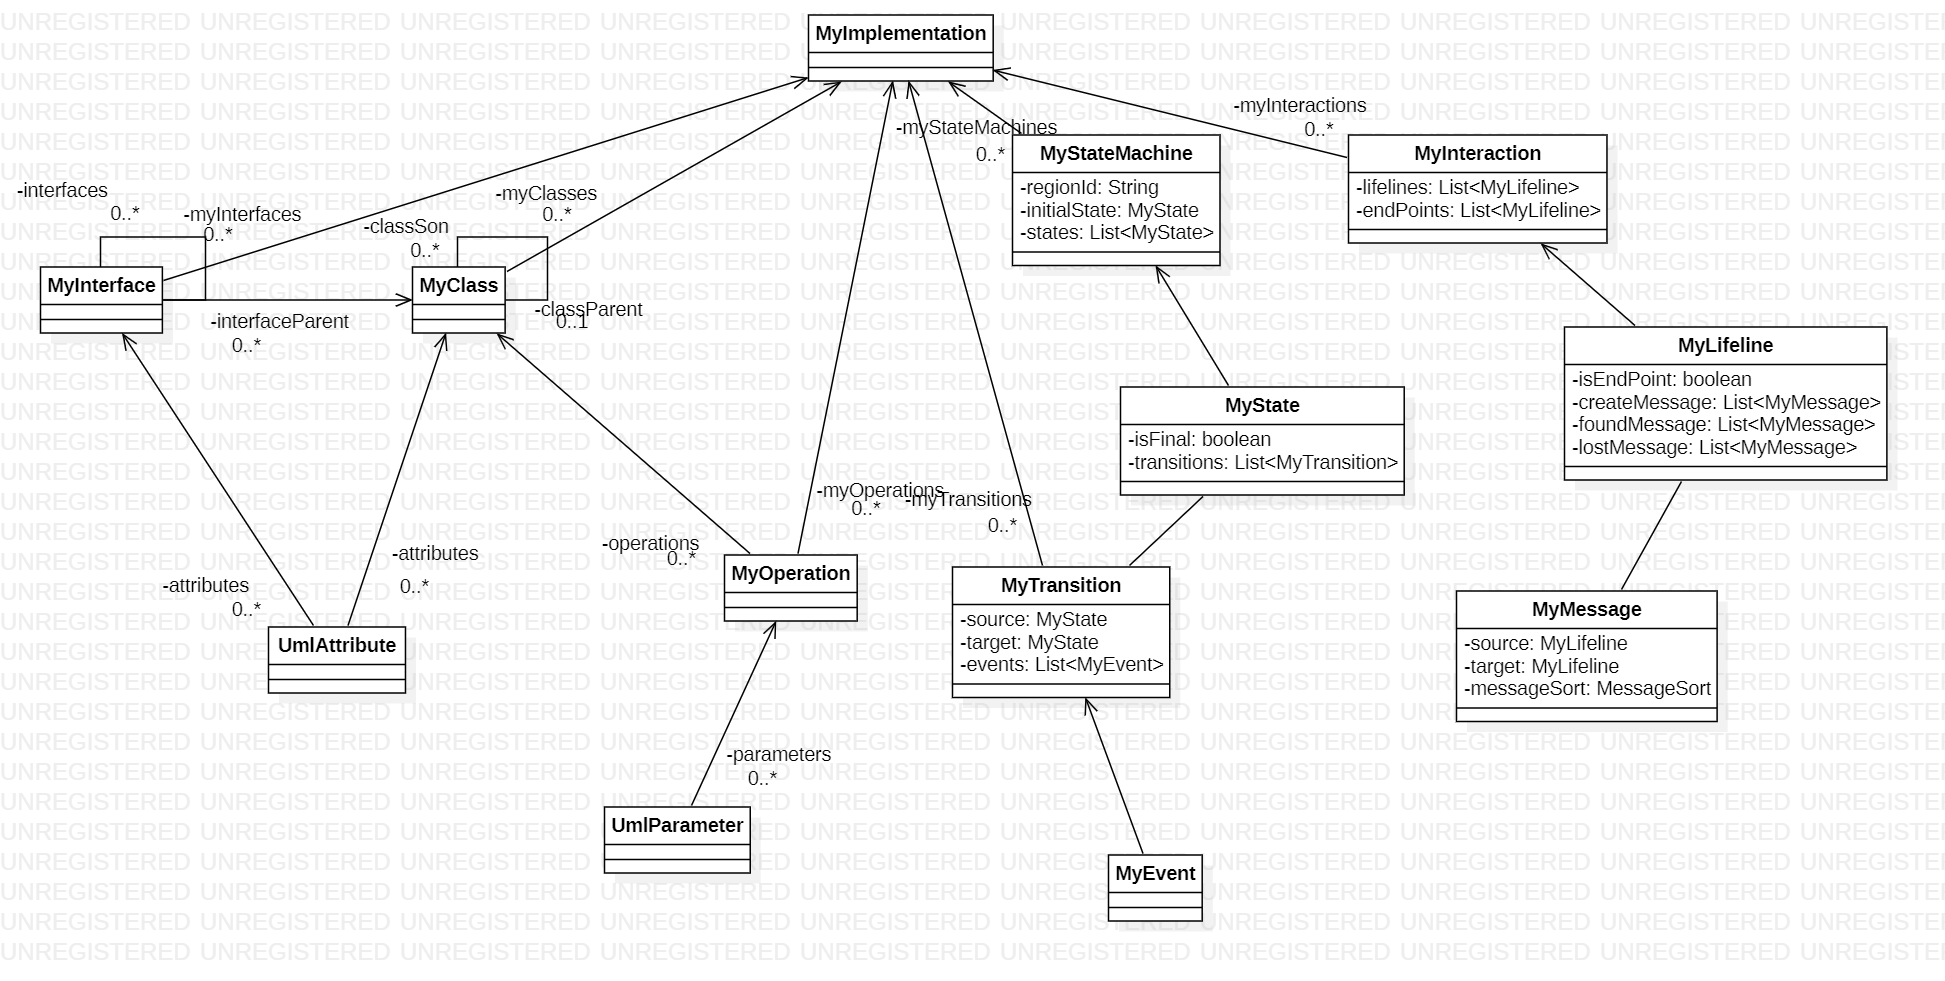 MyImplementation
-myInteractions
0..*
-myStateMachines
0..*
MyStateMachine
-regionId: String
-initialState: MyState
-states: List<MyState>
MyInteraction
-lifelines: List<MyLifeline>
-endPoints: List<MyLifeline>
-interfaces
0..*
-myInterfaces
0..*
-classSon
0..*
-myClasses
0..*
MyInterface
MyClass
-interfaceParent
0..*
-classParent
0..1
MyLifeline
-isEndPoint: boolean
-createMessage: List<MyMessage>
-foundMessage: List<MyMessage>
-lostMessage: List<MyMessage>
MyState
-isFinal: boolean
-transitions: List<MyTransition>
-myOperations
0..*
-myTransitions
0..*
-operations
0..*
-attributes
0..*
-attributes
0..*
MyOperation
MyTransition
-source: MyState
-target: MyState
-events: List<MyEvent>
MyMessage
-source: MyLifeline
-target: MyLifeline
-messageSort: MessageSort
UmlAttribute
-parameters
0..*
UmlParameter
MyEvent
UNREGISTERED